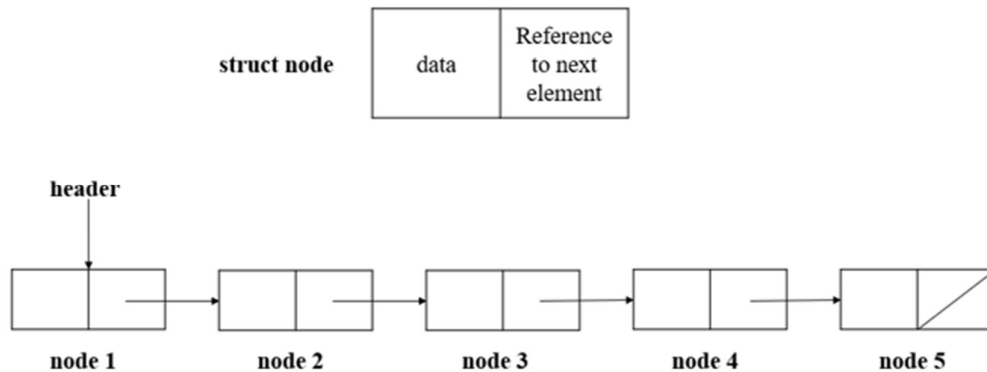 struct node
data
Reference
to next
element
header
node 1
node 2
node 3
node 4
node 5